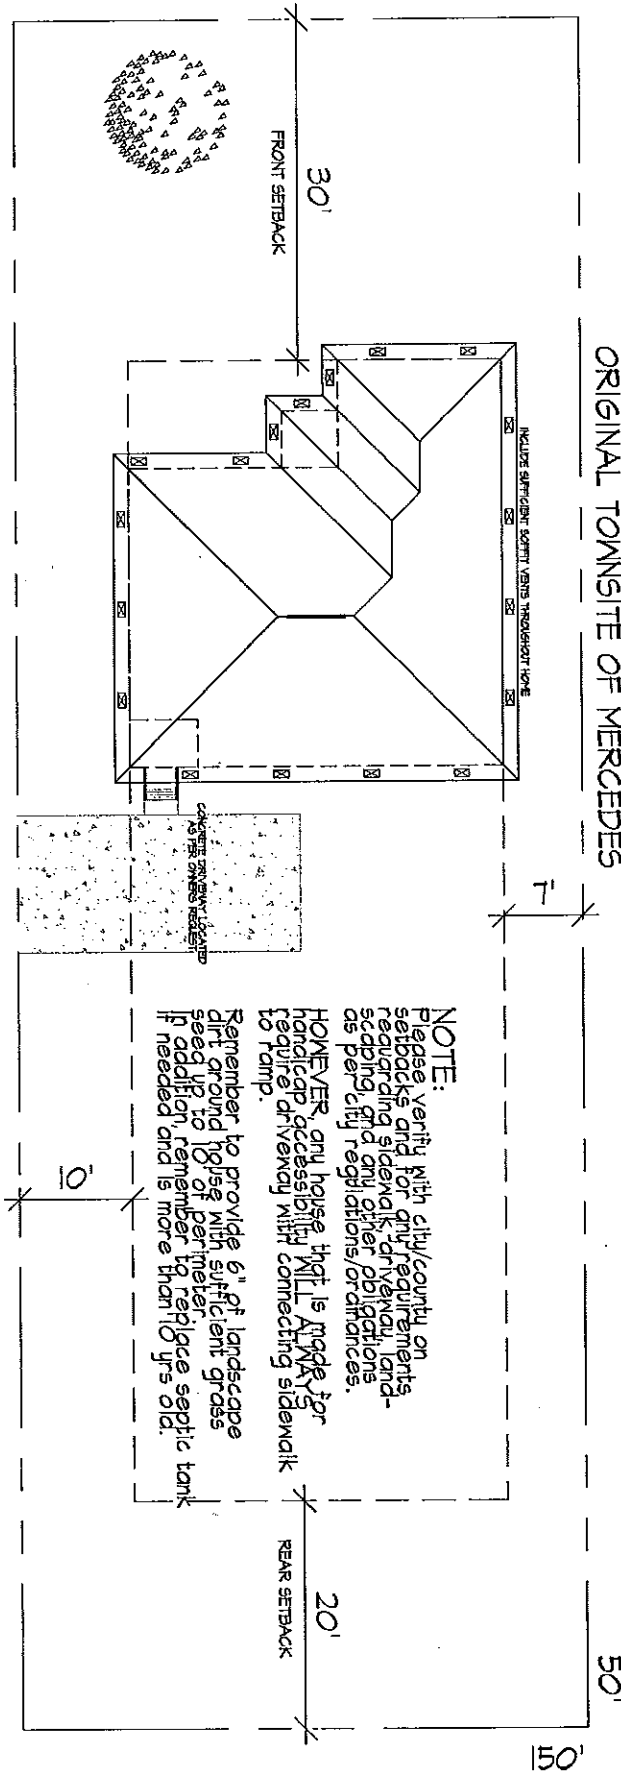 ORIGINAL TOWNSITE OF MERCEDES
50'
150'
INCLUDE SUFFICIENT SOFFIT VENTS THROUGHOUT HOME
7'
30'
FRONT SETBACK
20'
REAR SETBACK
NOTE:
Please verify with city/county on
setbacks and for any requirements
reguarding sidewalk, driveway, land-
scaping, and any other obligations
as per city reglations/ordinances.
HOWEVER, any house that is made for
handicap accessibility WILL ALWAYS
require driveway with connecting sidewalk
to ramp.
Remember to provide 6" of landscape
dirt around house with sufficient grass
seed up to 10' of perimeter.
In addition, remember to replace septic tank
if needed and is more than 10 yrs old.
CONCRETE DRIVEWAY LOCATED
AS PER OWNERS REQUEST
10'